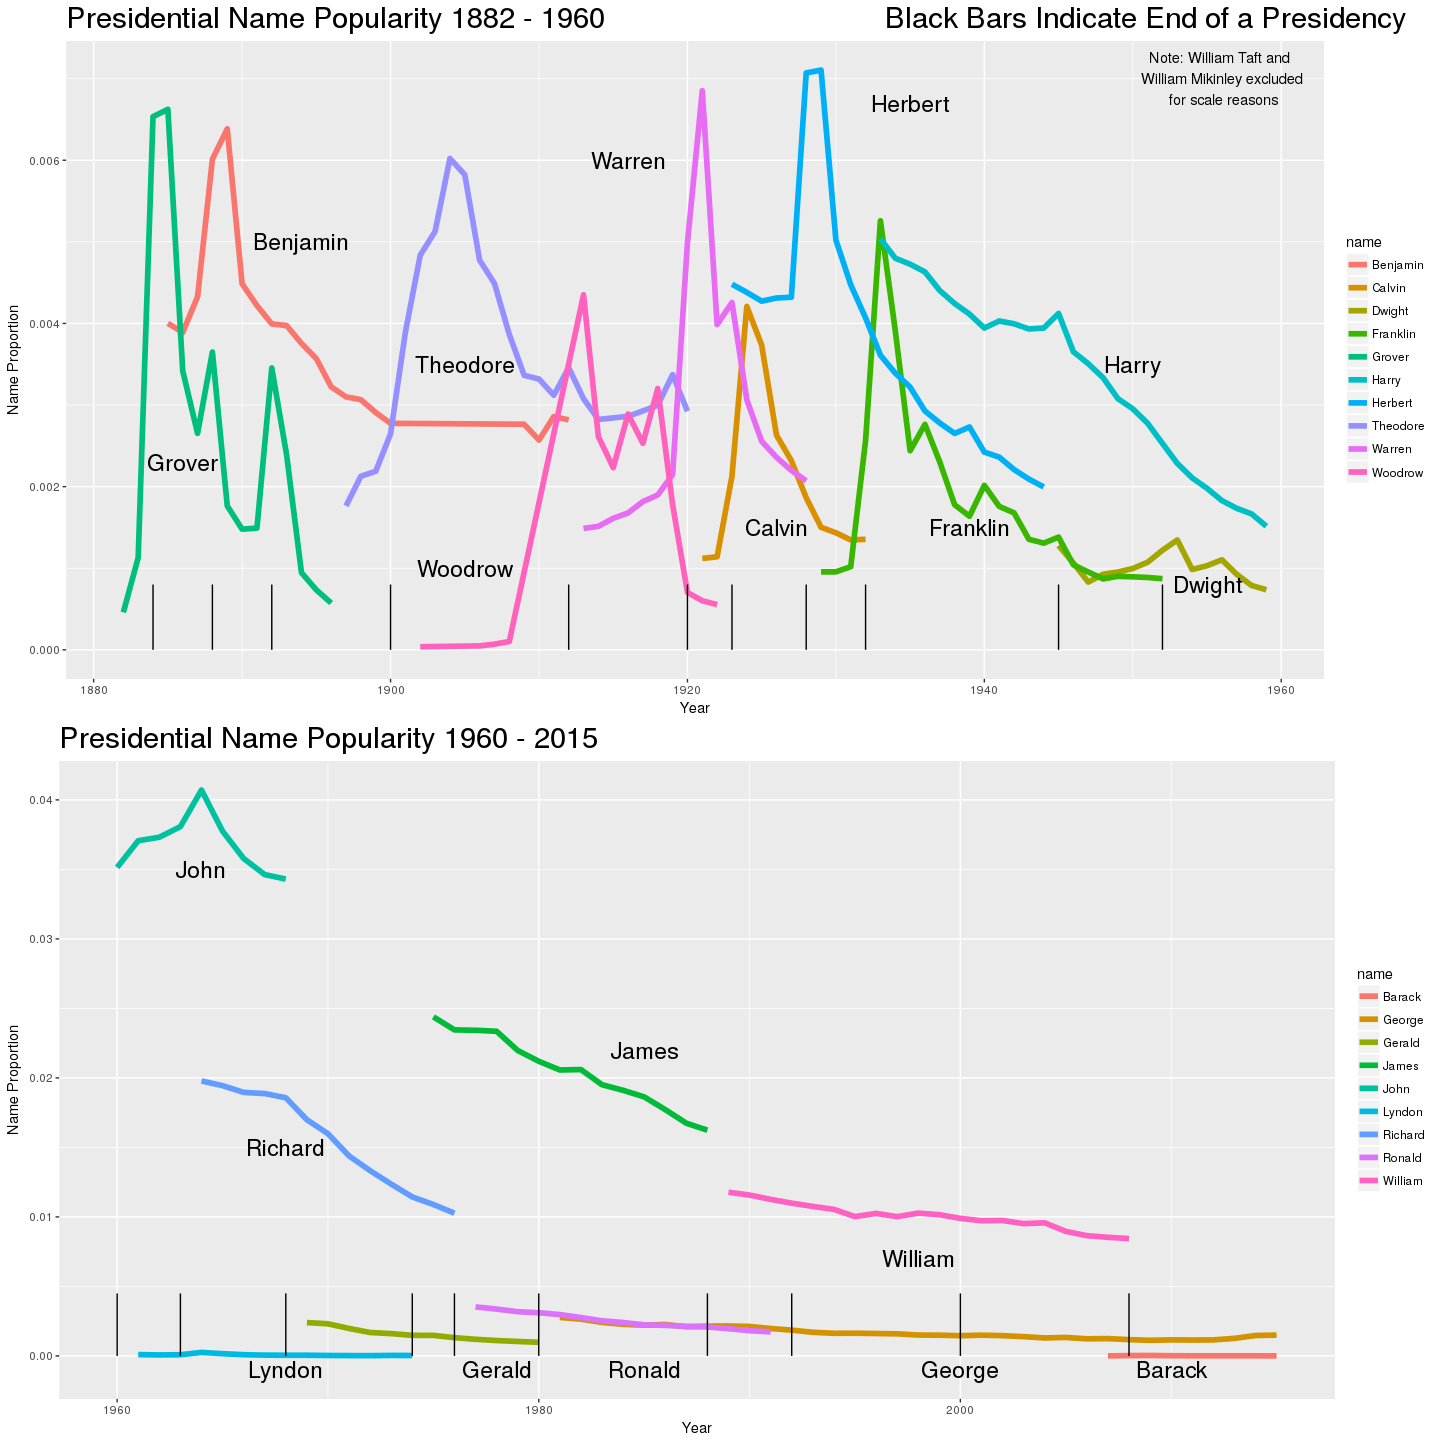 Presidential Name Popularity 1882 - 1960
Black Bars Indicate End of a Presidency
Note: William Taft and
William Mikinley excluded
for scale reasons
Herbert
Warren
Benjamin
Theodore
Harry
Grover
Calvin
Franklin
Woodrow
Dwight
0.006
0.004
0.002
0.000
Name Proportion
1880
1900
1920
1940
1960
Year
name
Benjamin
Calvin
Dwight
Franklin
Grover
Harry
Herbert
Theodore
Warren
Woodrow
Presidential Name Popularity 1960 - 2015
John
James
Richard
William
Lyndon
Gerald
Ronald
George
Barack
0.04
0.03
0.02
0.01
0.00
Name Proportion
1960
1980
2000
Year
name
Barack
George
Gerald
James
John
Lyndon
Richard
Ronald
William